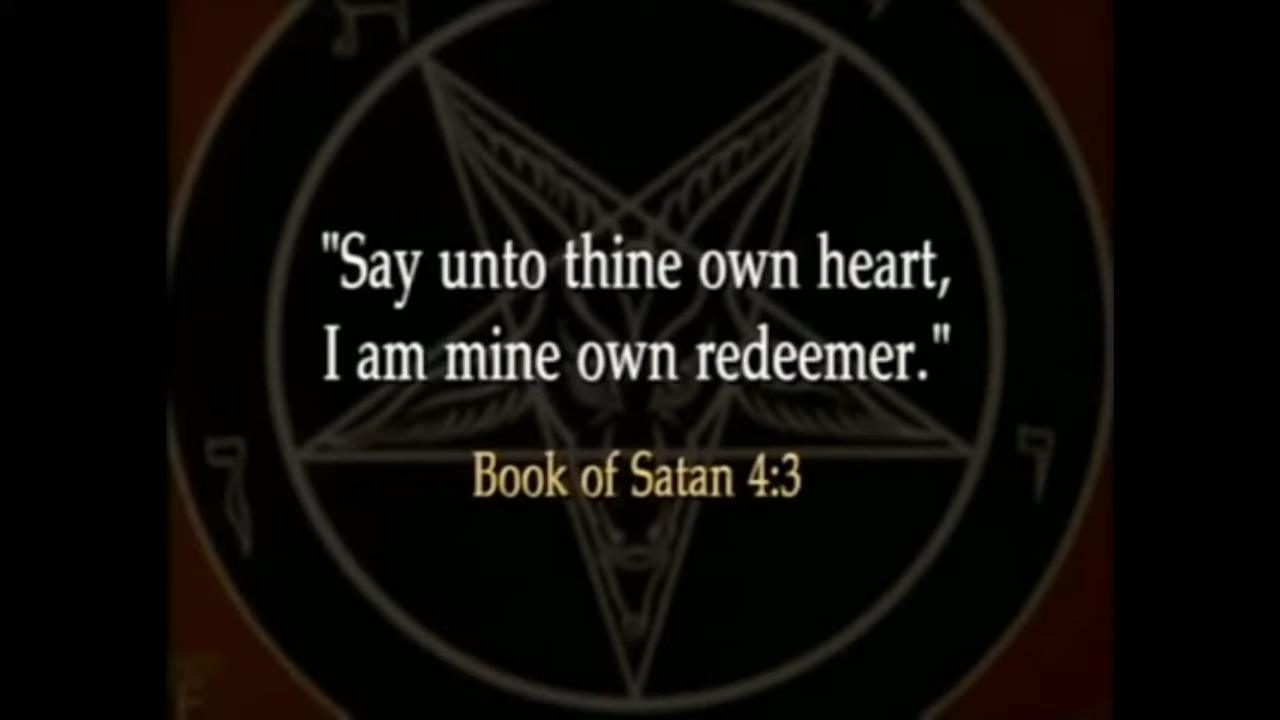 "Say unto thine own heart,
I am mine own redeemer."
Book of Satan 4:3